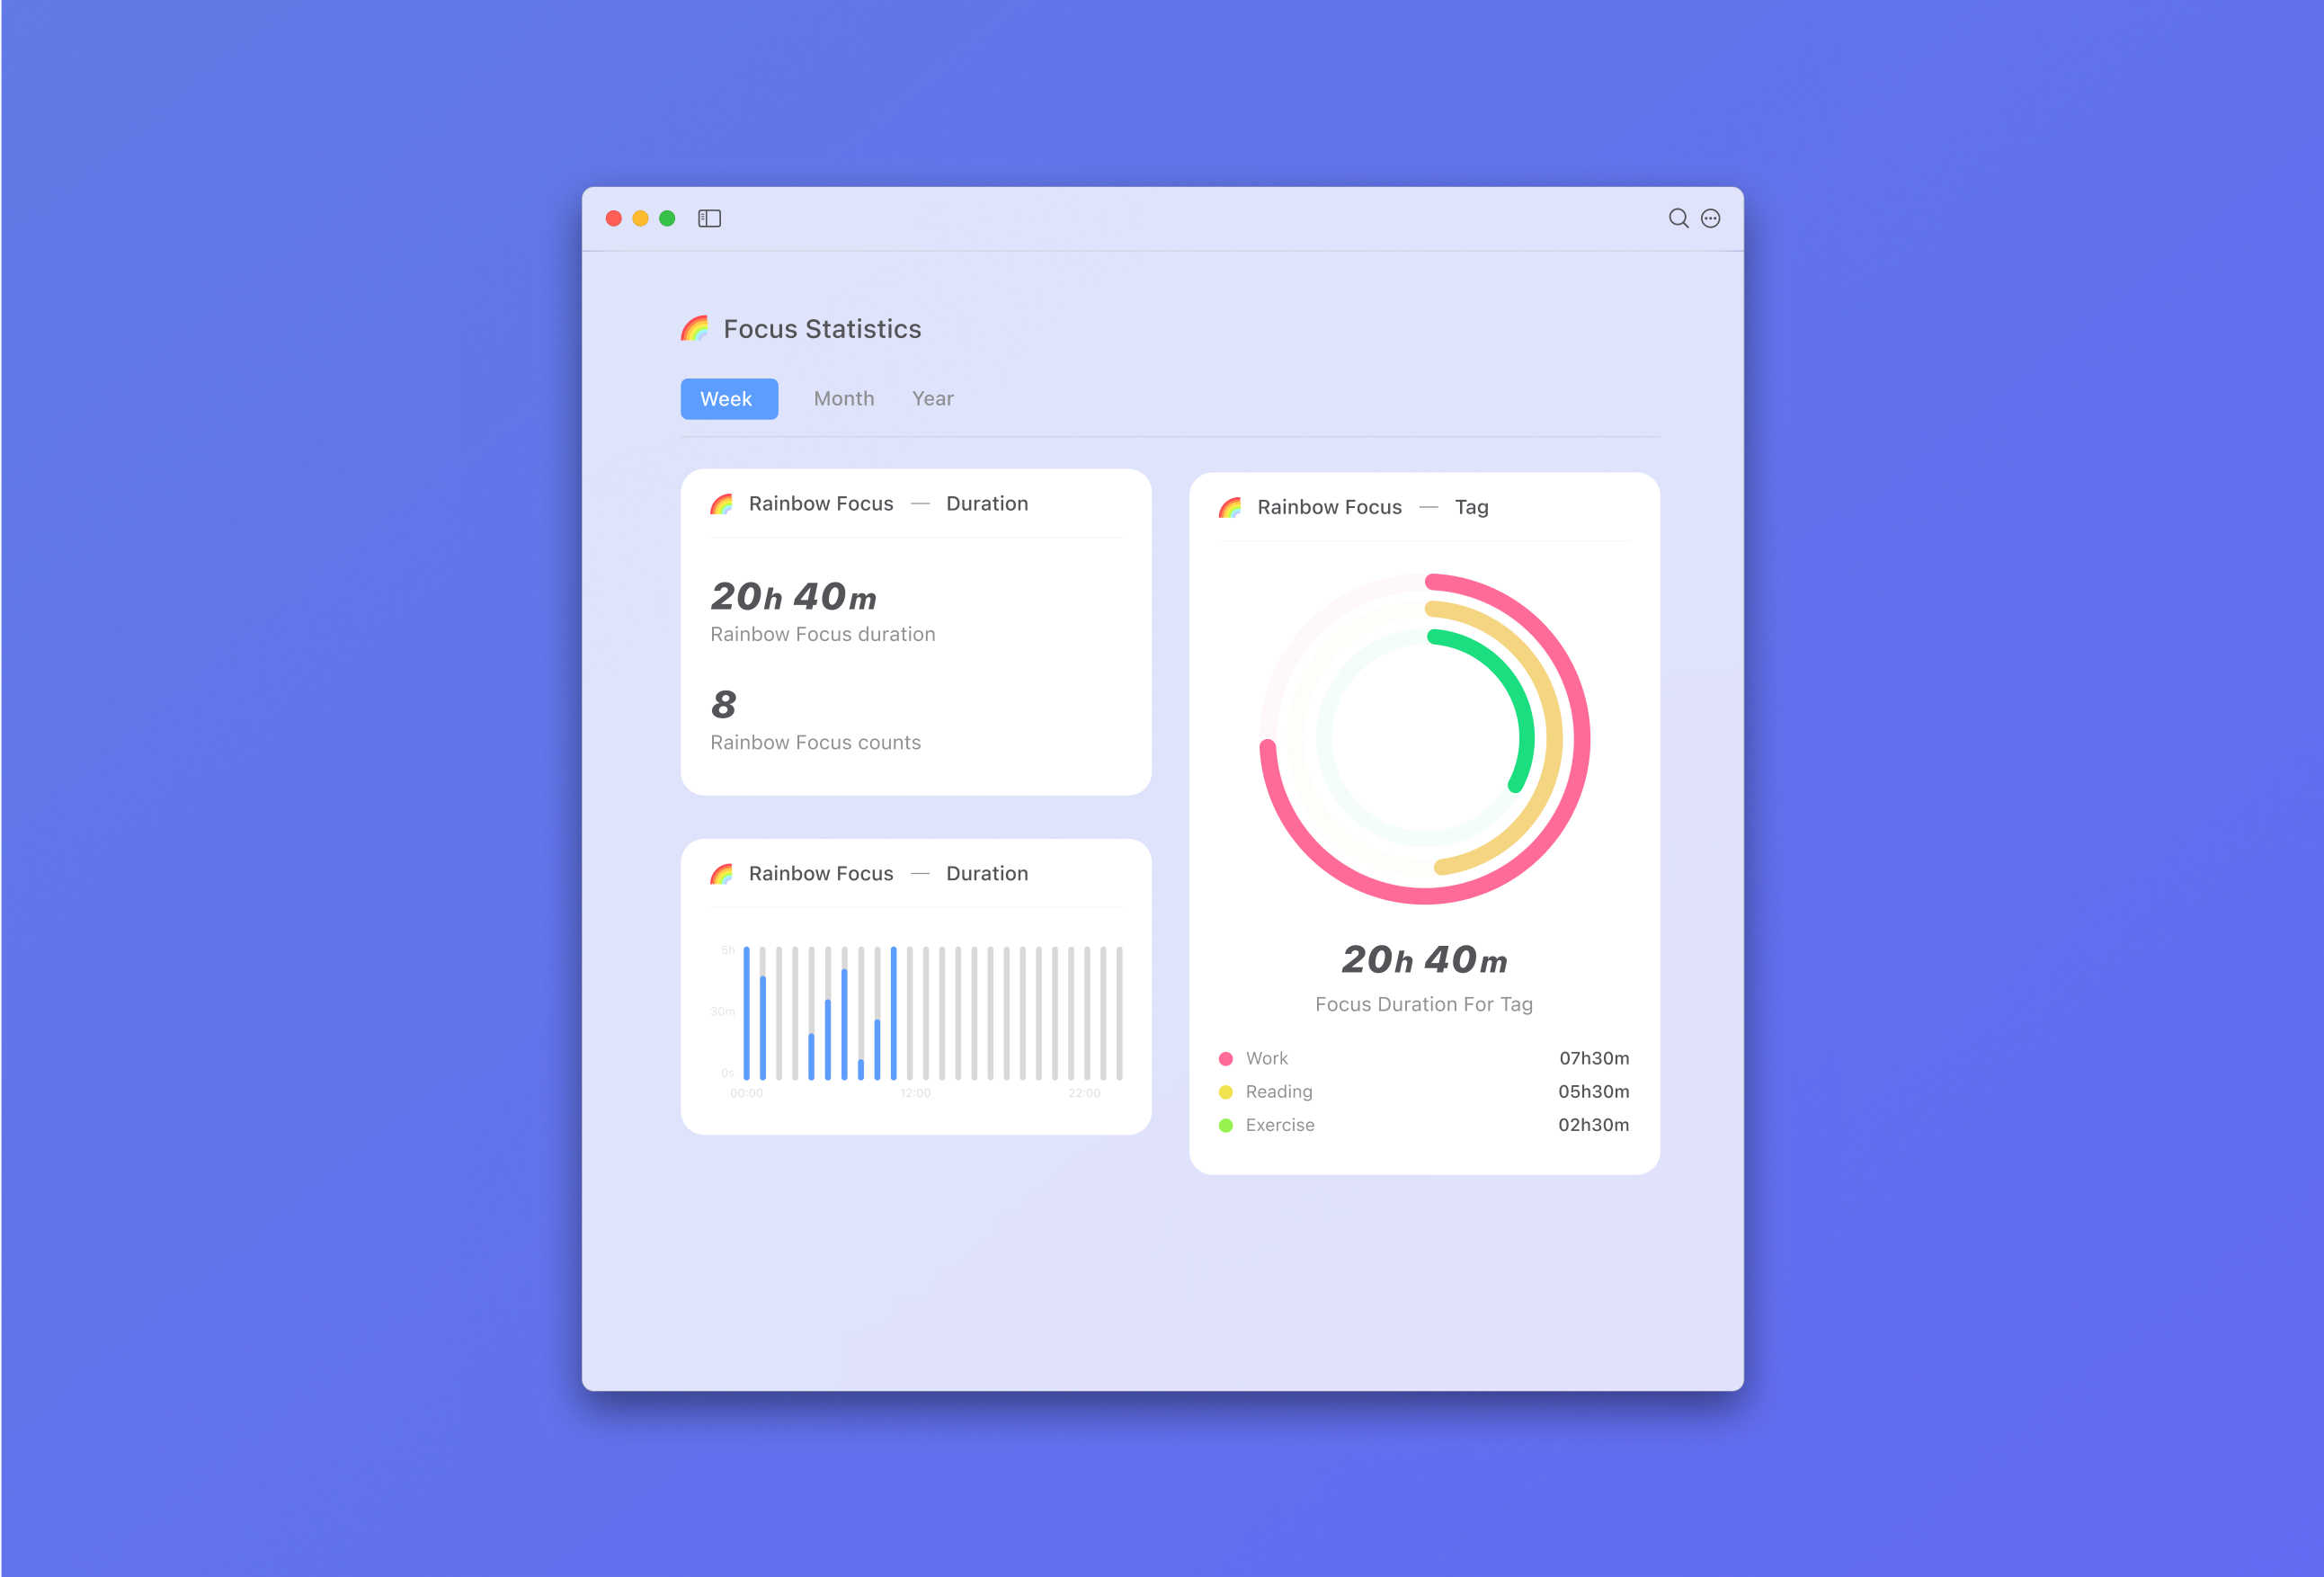 Focus Statistics
Week Month Year
Rainbow Focus — Duration
20h 40m
Rainbow Focus duration
8
Rainbow Focus counts
Rainbow Focus — Duration
5h
30m
0s
00:00 12:00 22:00
Rainbow Focus — Tag
20h 40m
Focus Duration For Tag
Work 07h30m
Reading 05h30m
Exercise 02h30m